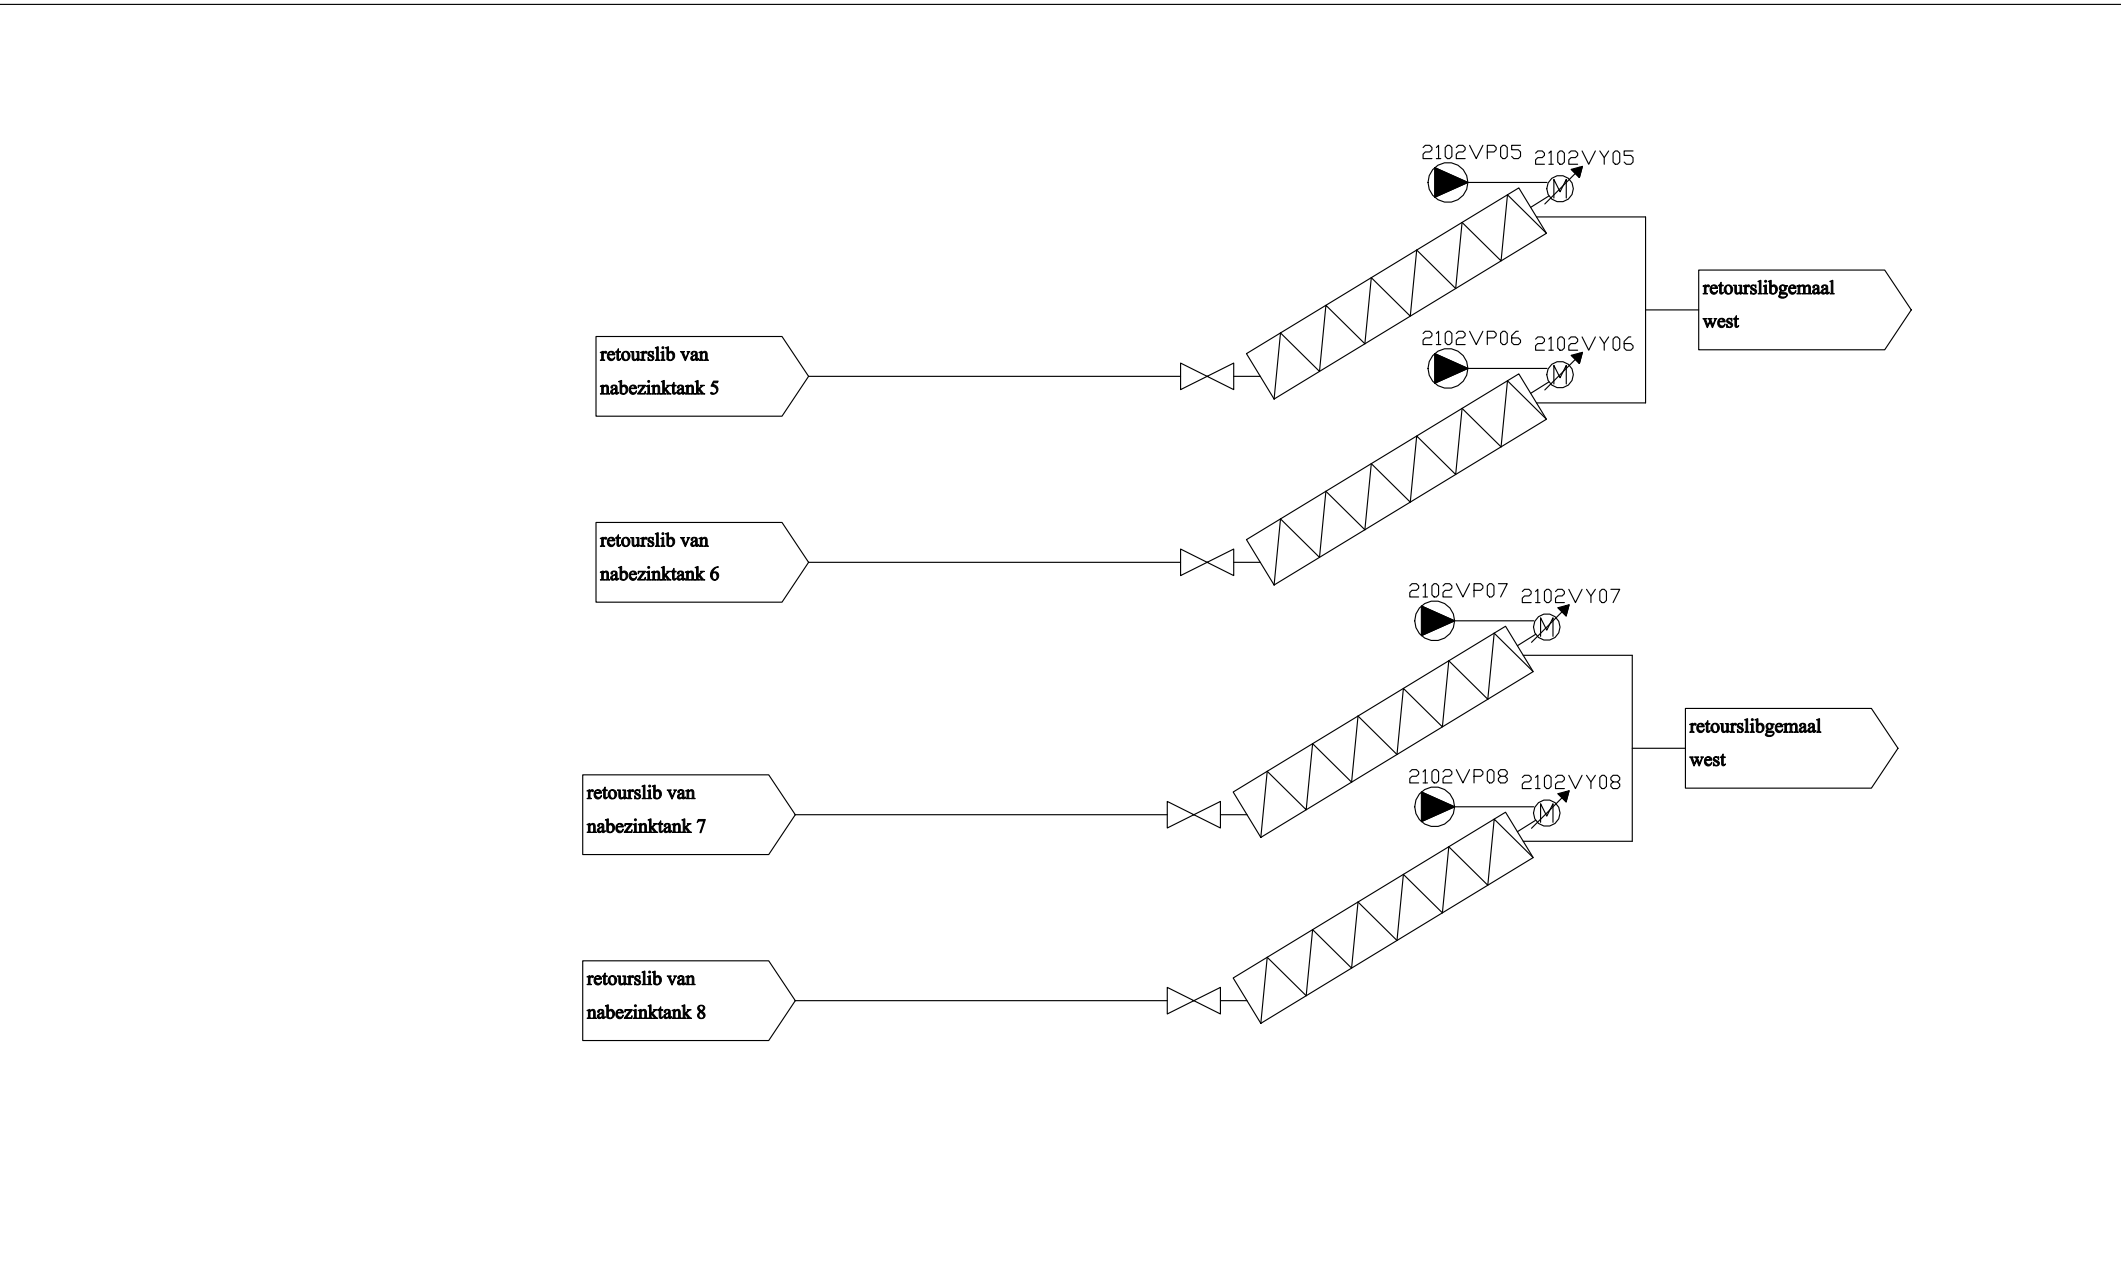 2102VP05 2102VY05
M
retourslibgemaal
west
2102VP06 2102VY06
M
retourslib van
nabezinktank 5
retourslib van
nabezinktank 6
2102VP07 2102VY07
M
retourslibgemaal
west
2102VP08 2102VY08
M
retourslib van
nabezinktank 7
retourslib van
nabezinktank 8